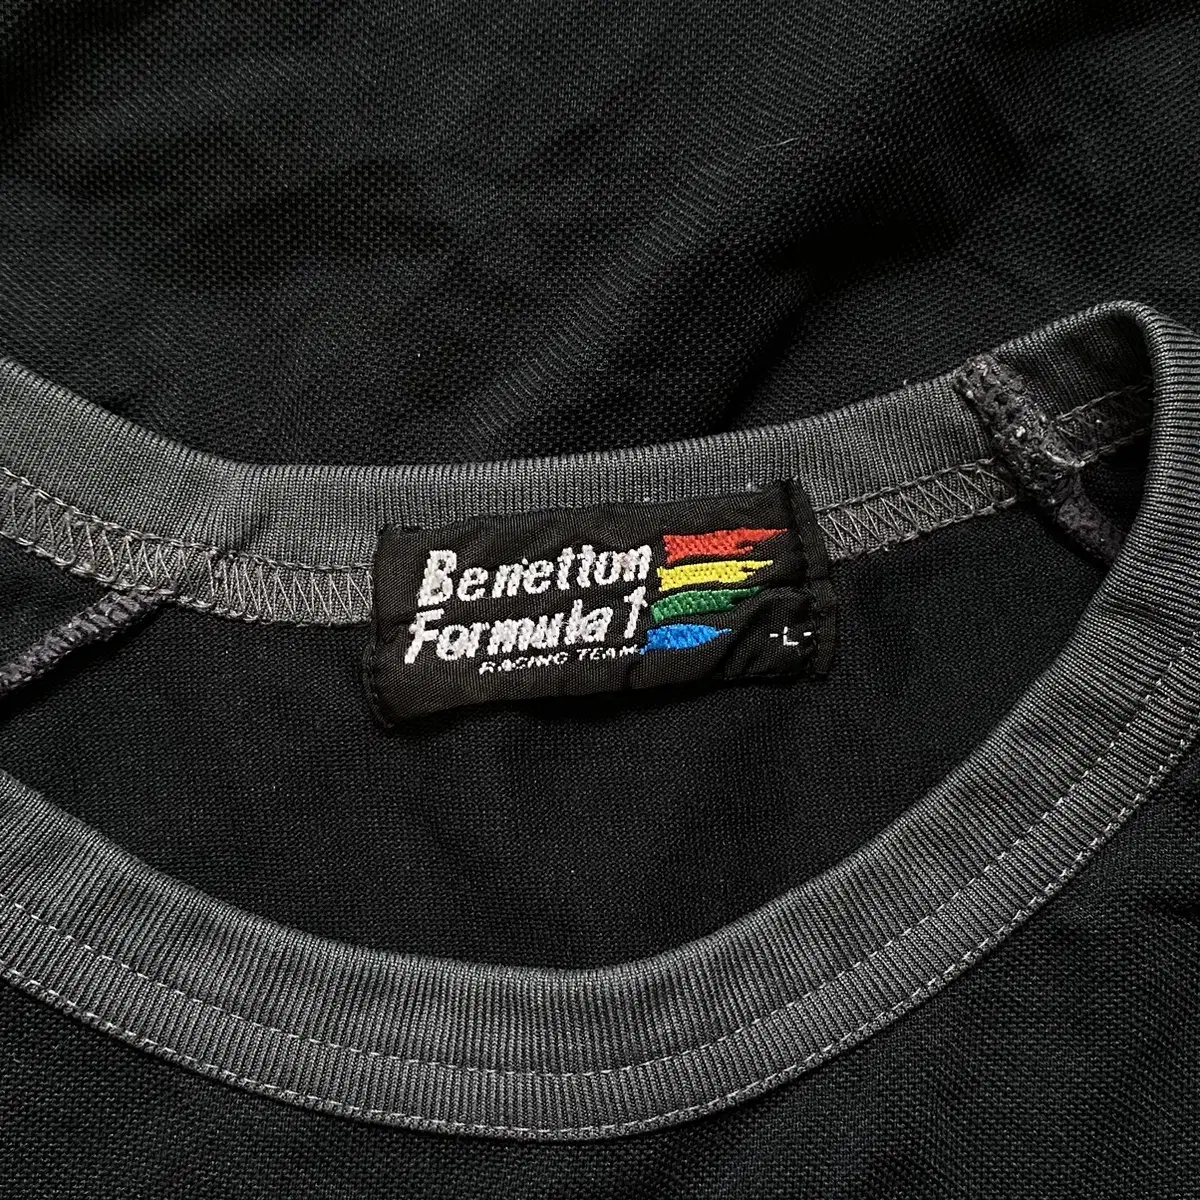 Benetton
Formula 1
RACING TEAM
-L-